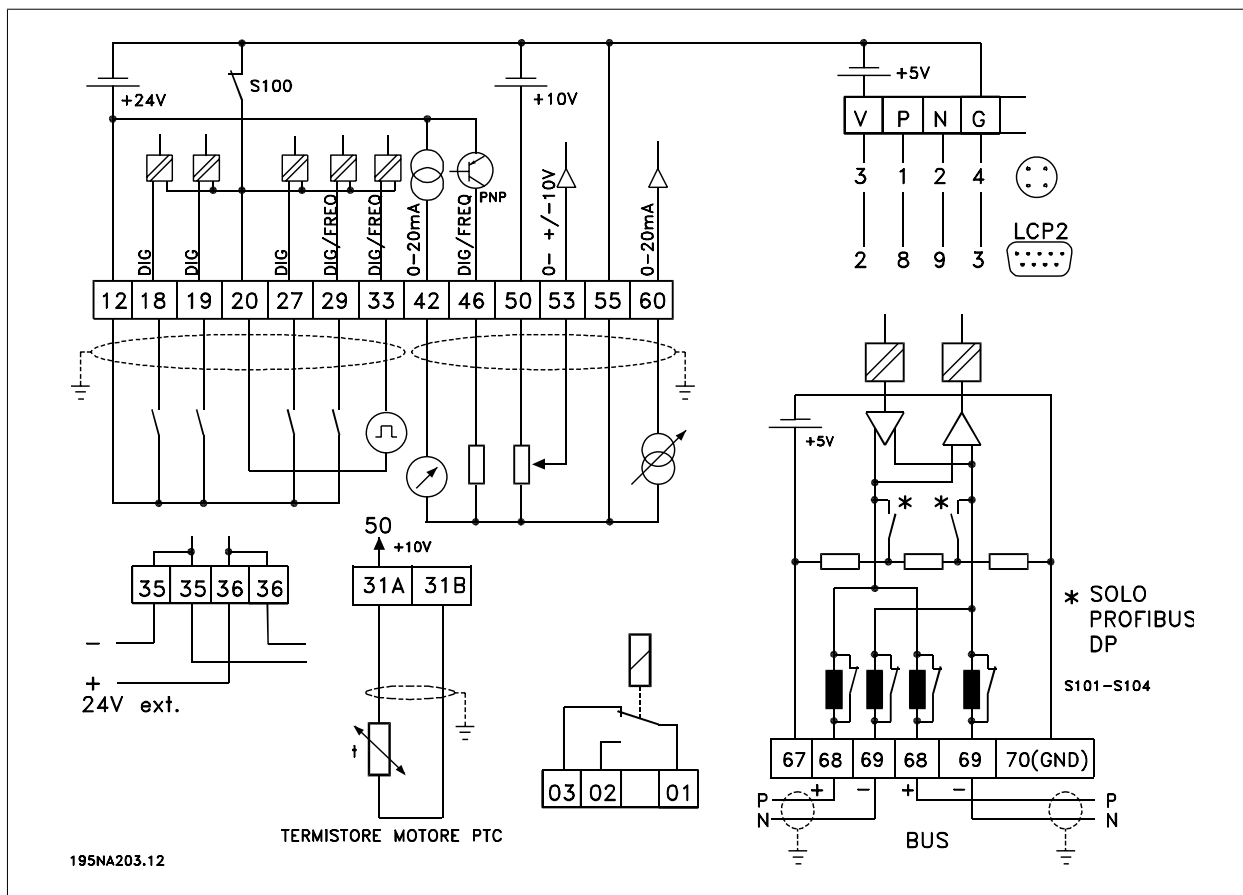 +5V
S100
+24V
+10V
V P N G
3 1 2 4
PNP
DIG
DIG
DIG
DIG/FREQ
DIG/FREQ
0-20mA
DIG/FREQ
0- +/-10V
0-20mA
LCP2
2 8 9 3
12 18 19 20 27 29 33 42 46 50 53 55 60
+5V
* *
50
+10V
35 35 36 36
31A 31B
* SOLO
PROFIBUS
DP
-
+
24V ext.
S101-S104
t
67 68 69 68 69 70(GND)
03 02 01
+ - + -
P P
N N
TERMISTORE MOTORE PTC
BUS
195NA203.12